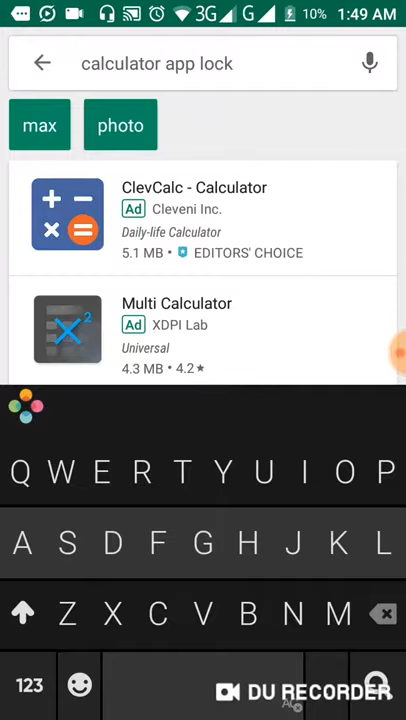 3G G 10% 1:49 AM
calculator app lock
max photo
ClevCalc - Calculator
Ad Cleveni Inc.
Daily-life Calculator
5.1 MB • EDITORS' CHOICE
Multi Calculator
Ad XDPI Lab
Universal
4.3 MB • 4.2★
Q W E R T Y U I O P
A S D F G H J K L
Z X C V B N M
123 DU RECORDER